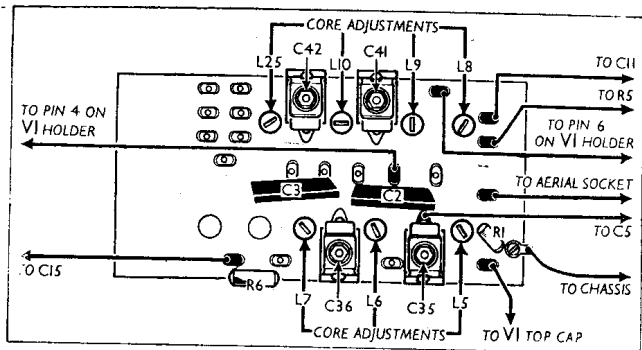 CORE ADJUSTMENTS
C42
C41
L25
L10
L9
L8
TO C11
TO R5
TO PIN 4 ON
V1 HOLDER
TO PIN 6
ON V1 HOLDER
C3
C2
TO AERIAL SOCKET
R1
TO C5
TO C15
R6
L7
C36
L6
C35
L5
TO CHASSIS
CORE ADJUSTMENTS
TO V1 TOP CAP